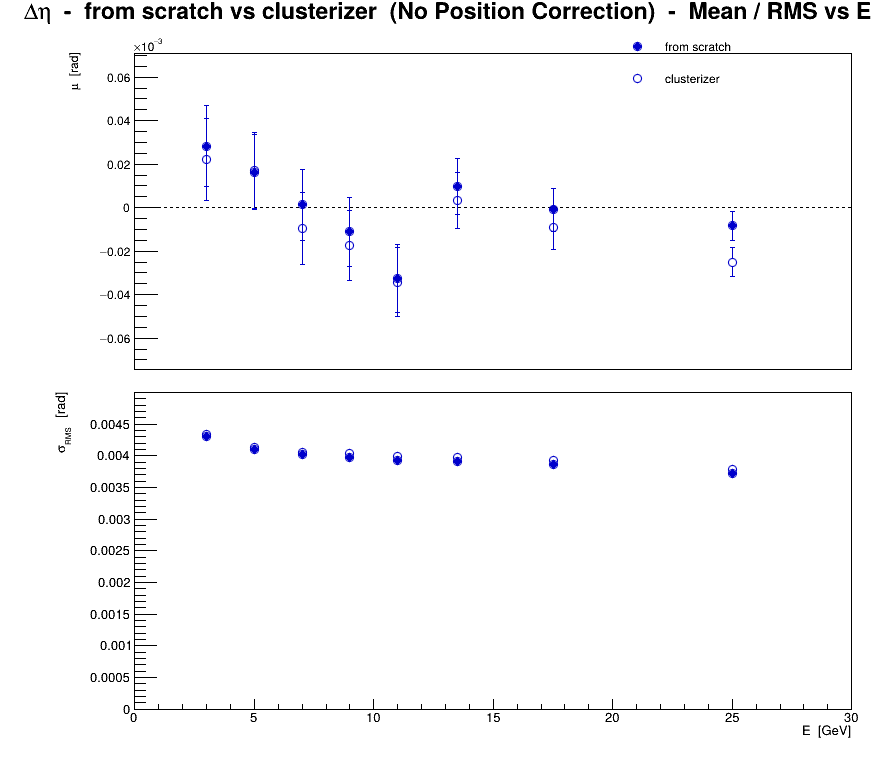 Δη - from scratch vs clusterizer (No Position Correction) - Mean / RMS vs E
×10⁻³
from scratch
clusterizer
μ [rad]
0.06
0.04
0.02
0
−0.02
−0.04
−0.06
σRMS [rad]
0.0045
0.004
0.0035
0.003
0.0025
0.002
0.0015
0.001
0.0005
0
0 5 10 15 20 25 30
E [GeV]